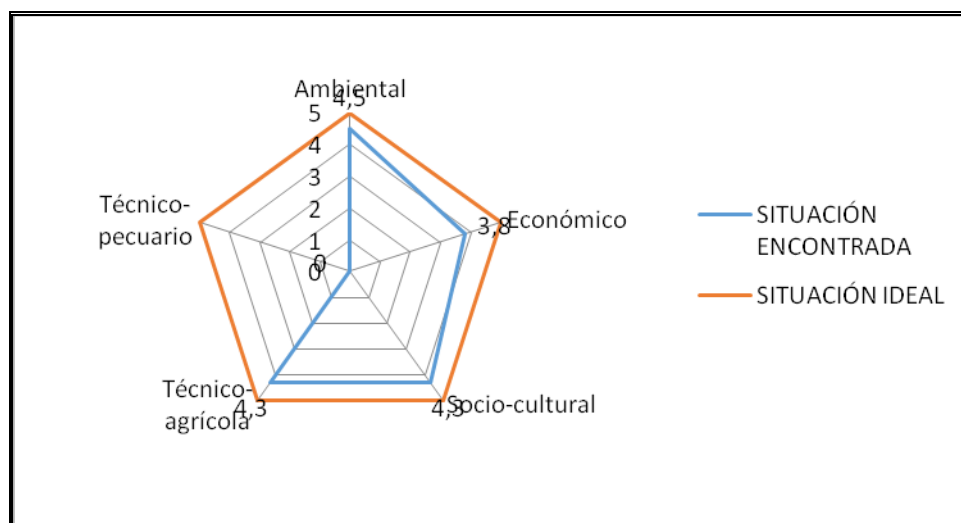 Ambiental
4,5
5
4
3
2
1
0
0
Económico
3,8
Socio-cultural
4,3
Técnico-
agrícola
4,3
Técnico-
pecuario
SITUACIÓN
ENCONTRADA
SITUACIÓN IDEAL